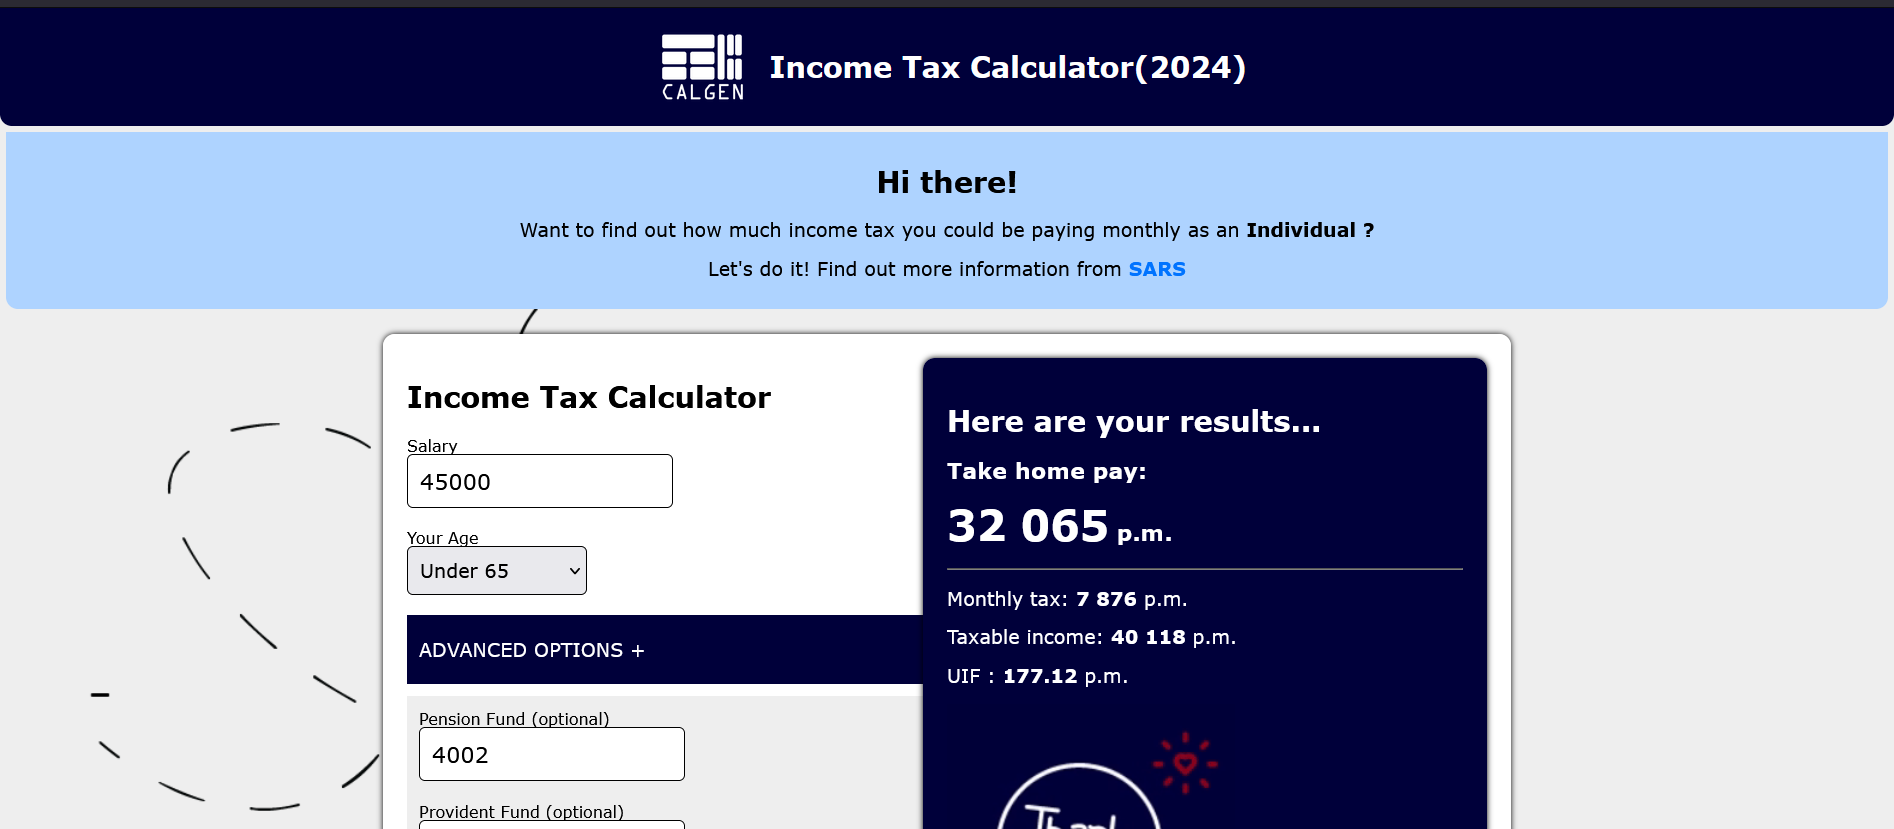 CALGEN
Income Tax Calculator(2024)
Hi there!
Want to find out how much income tax you could be paying monthly as an Individual ?
Let's do it! Find out more information from SARS
Income Tax Calculator
Salary
45000
Your Age
Under 65
ADVANCED OPTIONS +
Pension Fund (optional)
4002
Provident Fund (optional)
Here are your results...
Take home pay:
32 065 p.m.
Monthly tax: 7 876 p.m.
Taxable income: 40 118 p.m.
UIF : 177.12 p.m.